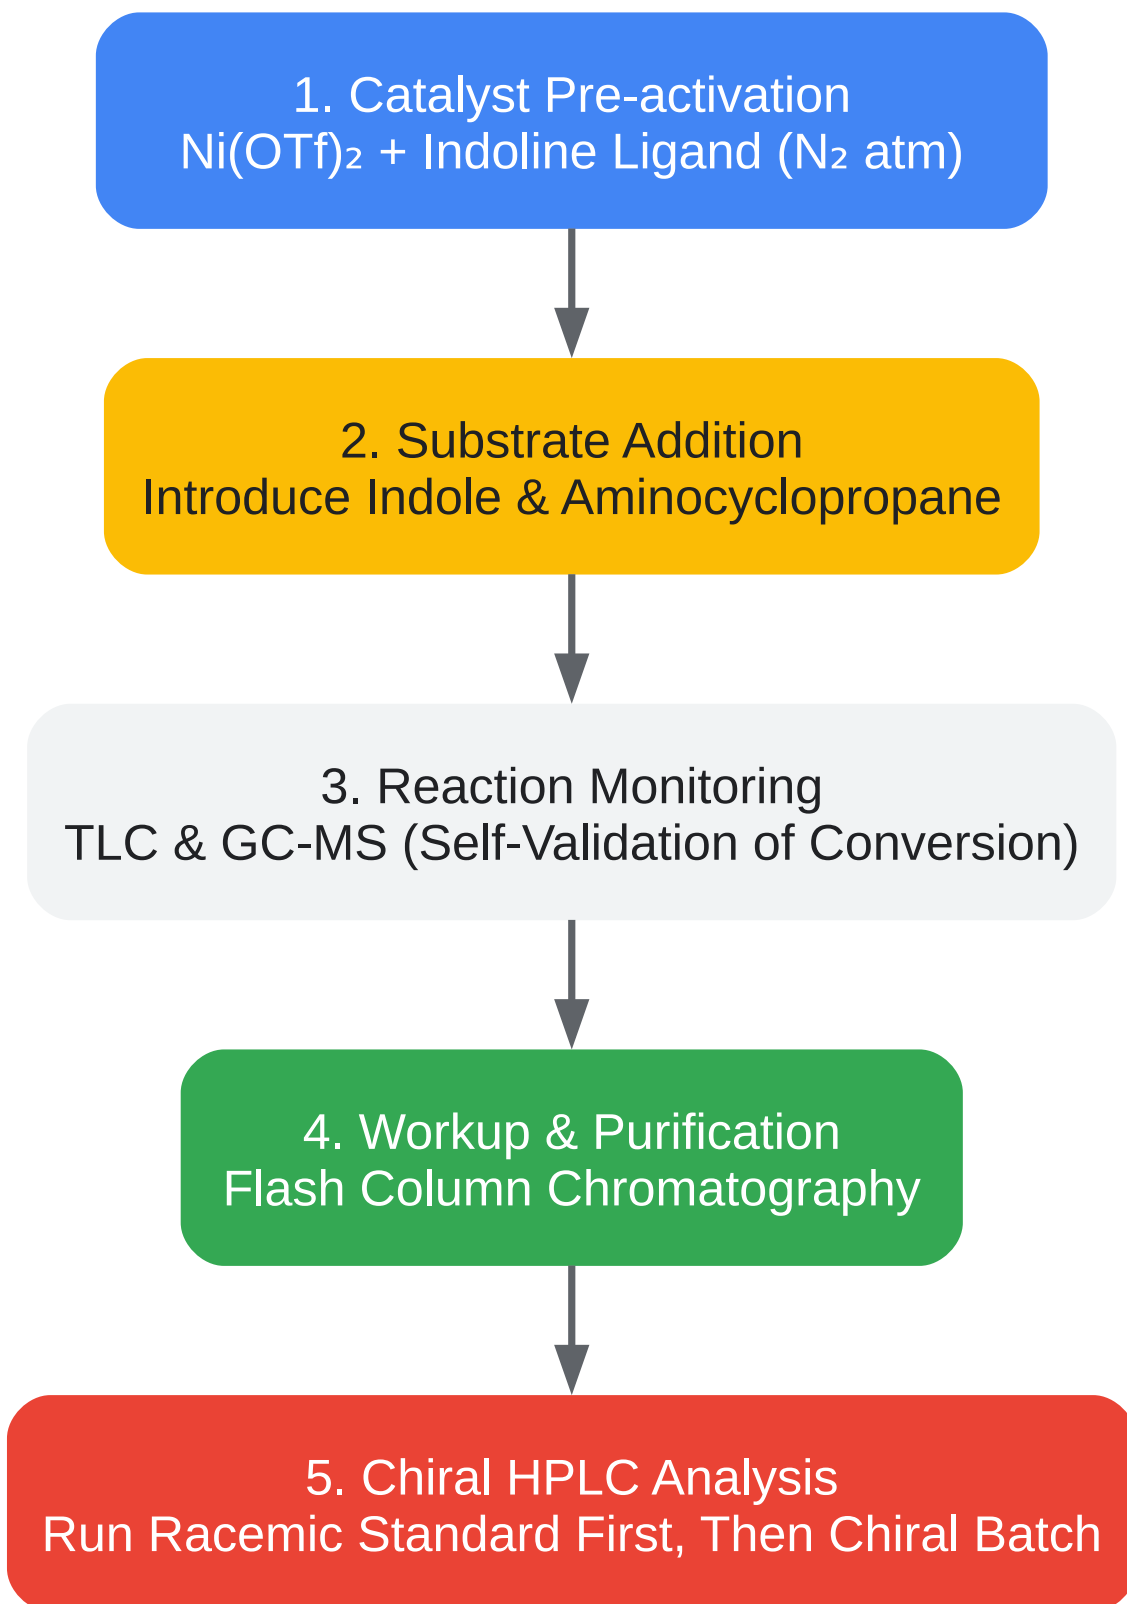 1. Catalyst Pre-activation
Ni(OTf)₂ + Indoline Ligand (N₂ atm)
2. Substrate Addition
Introduce Indole & Aminocyclopropane
3. Reaction Monitoring
TLC & GC-MS (Self-Validation of Conversion)
4. Workup & Purification
Flash Column Chromatography
5. Chiral HPLC Analysis
Run Racemic Standard First, Then Chiral Batch